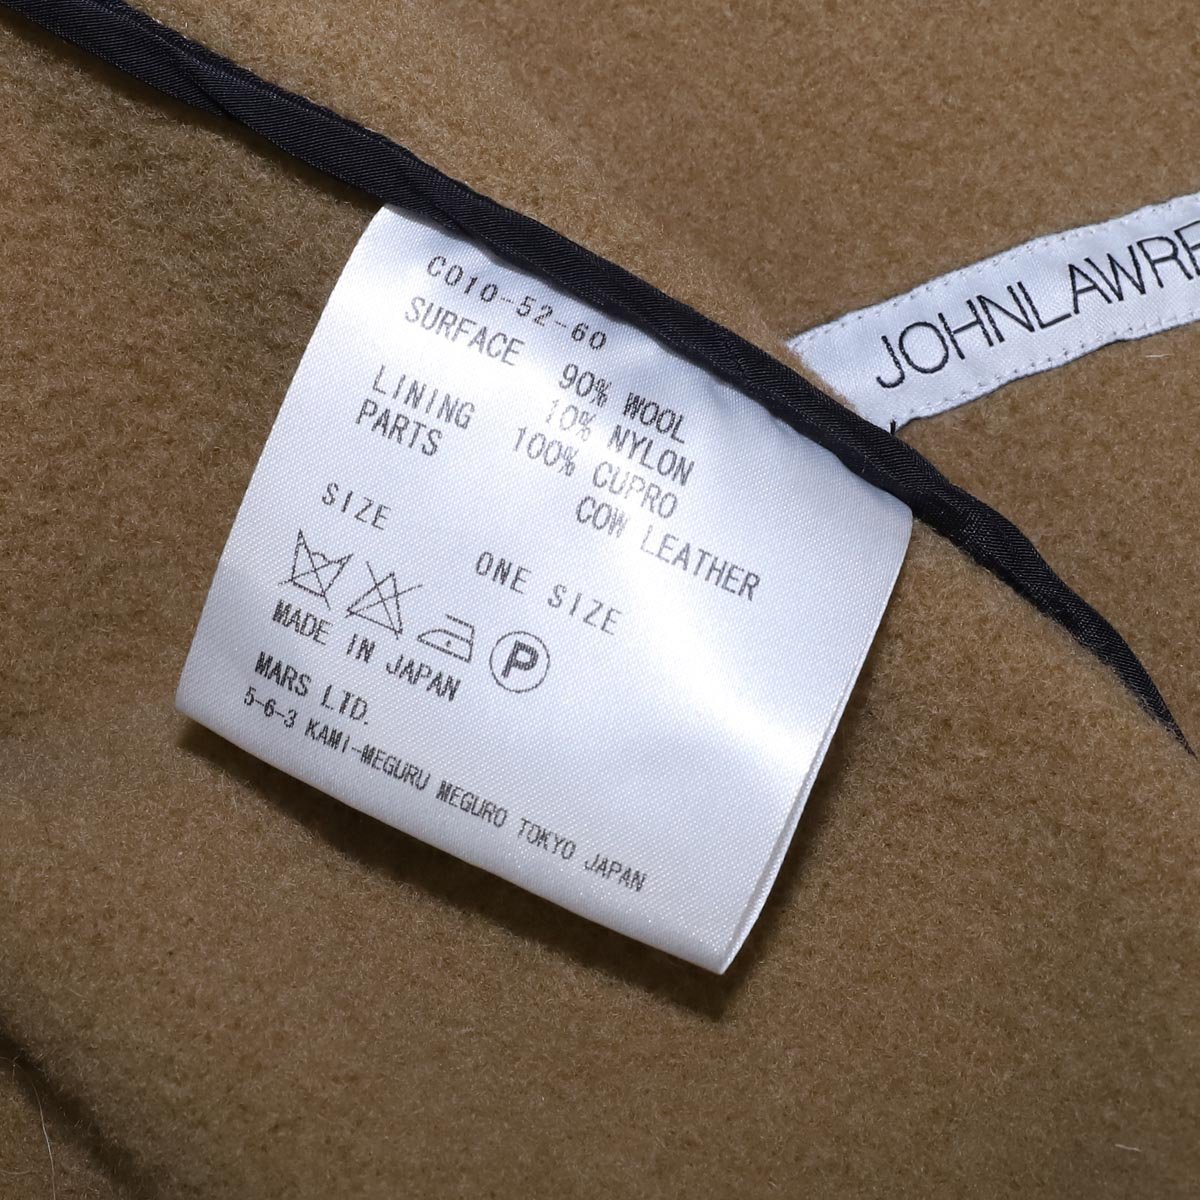 C010-52-60
SURFACE 90% WOOL
10% NYLON
LINING 100% CUPRO
PARTS COW LEATHER
SIZE ONE SIZE
P
MADE IN JAPAN
MARS LTD.
5-6-3 KAMI-MEGURU MEGURO TOKYO JAPAN